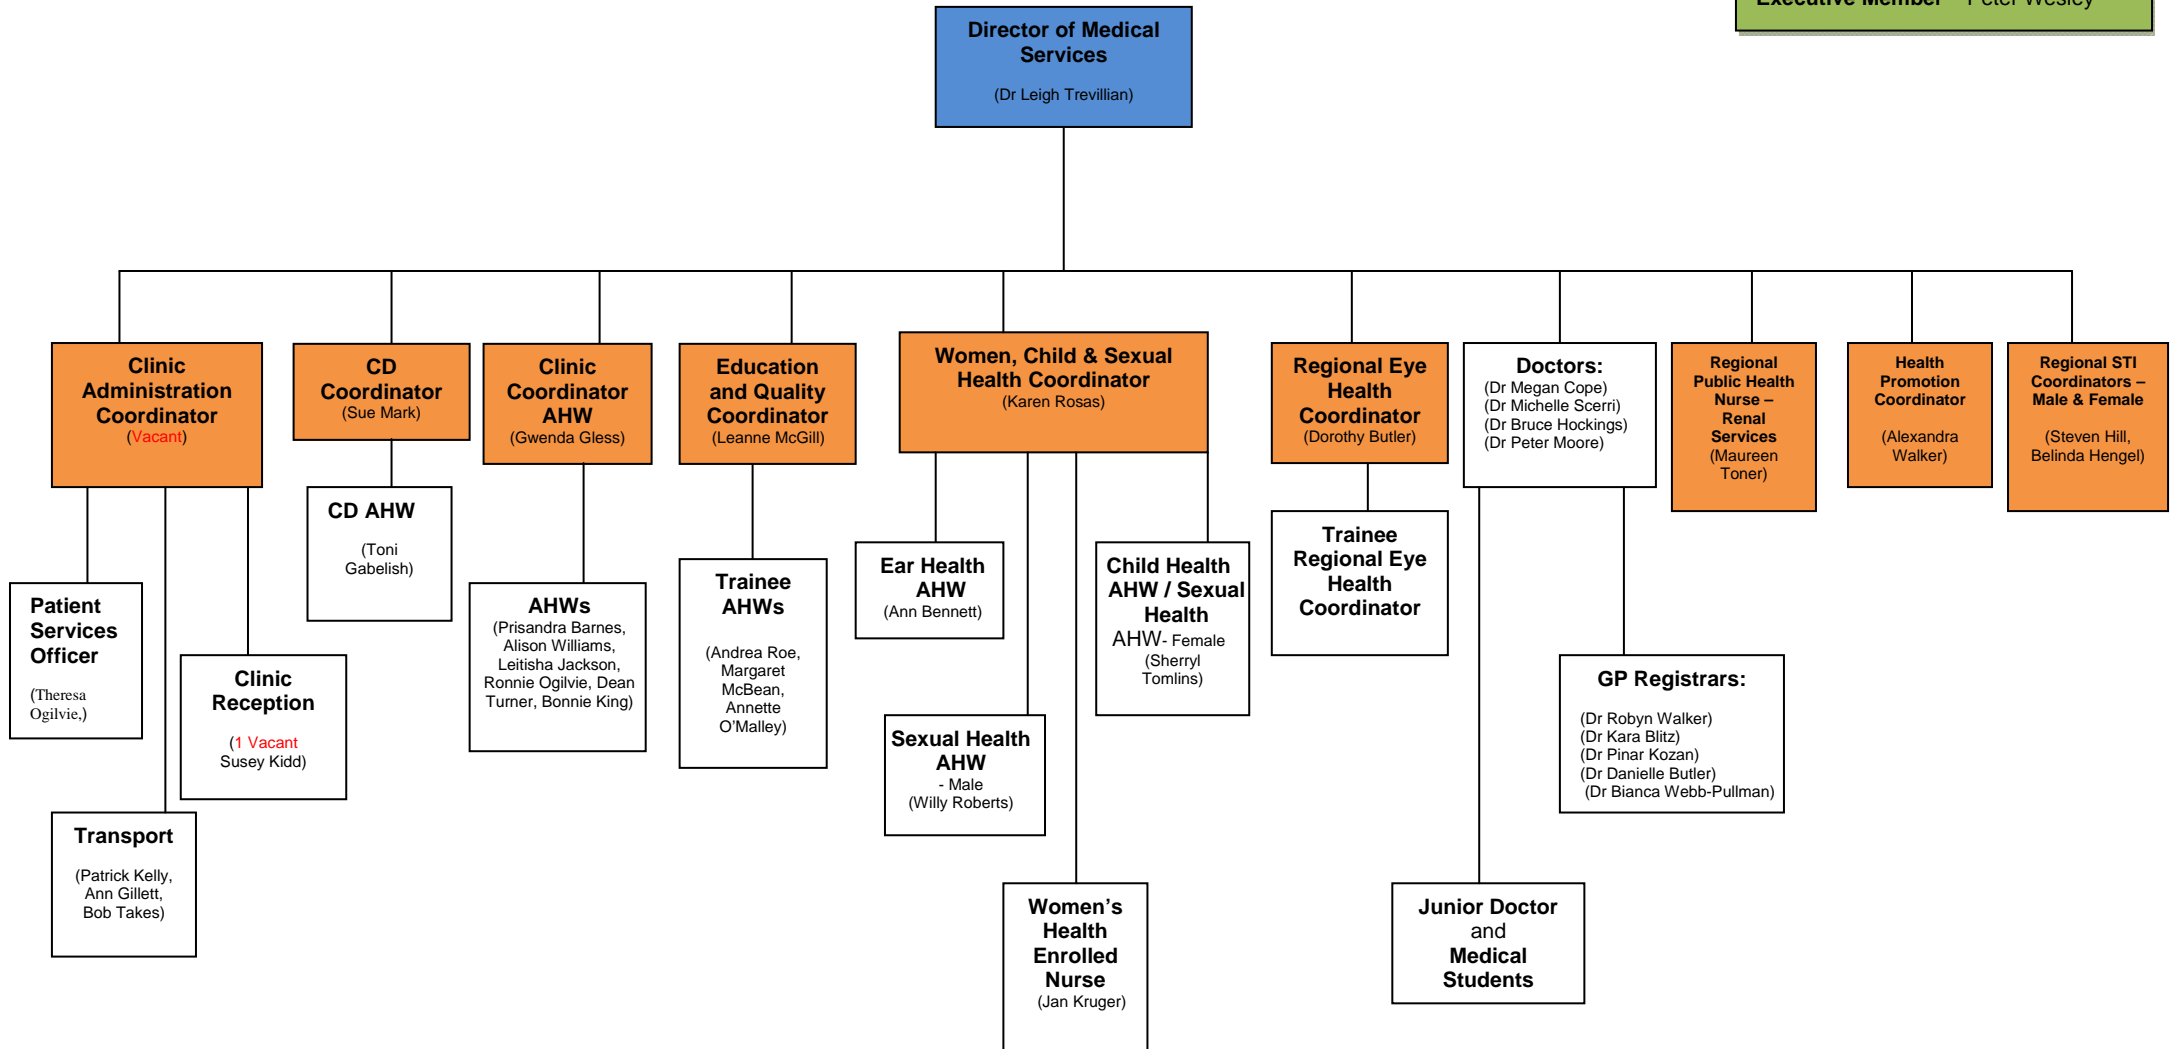 Executive Member – Peter Wesley
Director of Medical
Services
(Dr Leigh Trevillian)
Clinic
Administration
Coordinator
(Vacant)
CD
Coordinator
(Sue Mark)
Clinic
Coordinator
AHW
(Gwenda Gless)
Education
and Quality
Coordinator
(Leanne McGill)
Women, Child & Sexual
Health Coordinator
(Karen Rosas)
Regional Eye
Health
Coordinator
(Dorothy Butler)
Doctors:
(Dr Megan Cope)
(Dr Michelle Scerri)
(Dr Bruce Hockings)
(Dr Peter Moore)
Regional
Public Health
Nurse –
Renal
Services
(Maureen
Toner)
Health
Promotion
Coordinator
(Alexandra
Walker)
Regional STI
Coordinators –
Male & Female
(Steven Hill,
Belinda Hengel)
Patient
Services
Officer
(Theresa
Ogilvie,)
Clinic
Reception
(1 Vacant
Susey Kidd)
Transport
(Patrick Kelly,
Ann Gillett,
Bob Takes)
CD AHW
(Toni
Gabelish)
AHWs
(Prisandra Barnes,
Alison Williams,
Leitisha Jackson,
Ronnie Ogilvie, Dean
Turner, Bonnie King)
Trainee
AHWs
(Andrea Roe,
Margaret
McBean,
Annette
O’Malley)
Ear Health
AHW
(Ann Bennett)
Sexual Health
AHW
- Male
(Willy Roberts)
Women’s
Health
Enrolled
Nurse
(Jan Kruger)
Child Health
AHW / Sexual
Health
AHW- Female
(Sherryl
Tomlins)
Trainee
Regional Eye
Health
Coordinator
GP Registrars:
(Dr Robyn Walker)
(Dr Kara Blitz)
(Dr Pinar Kozan)
(Dr Danielle Butler)
(Dr Bianca Webb-Pullman)
Junior Doctor
and
Medical
Students